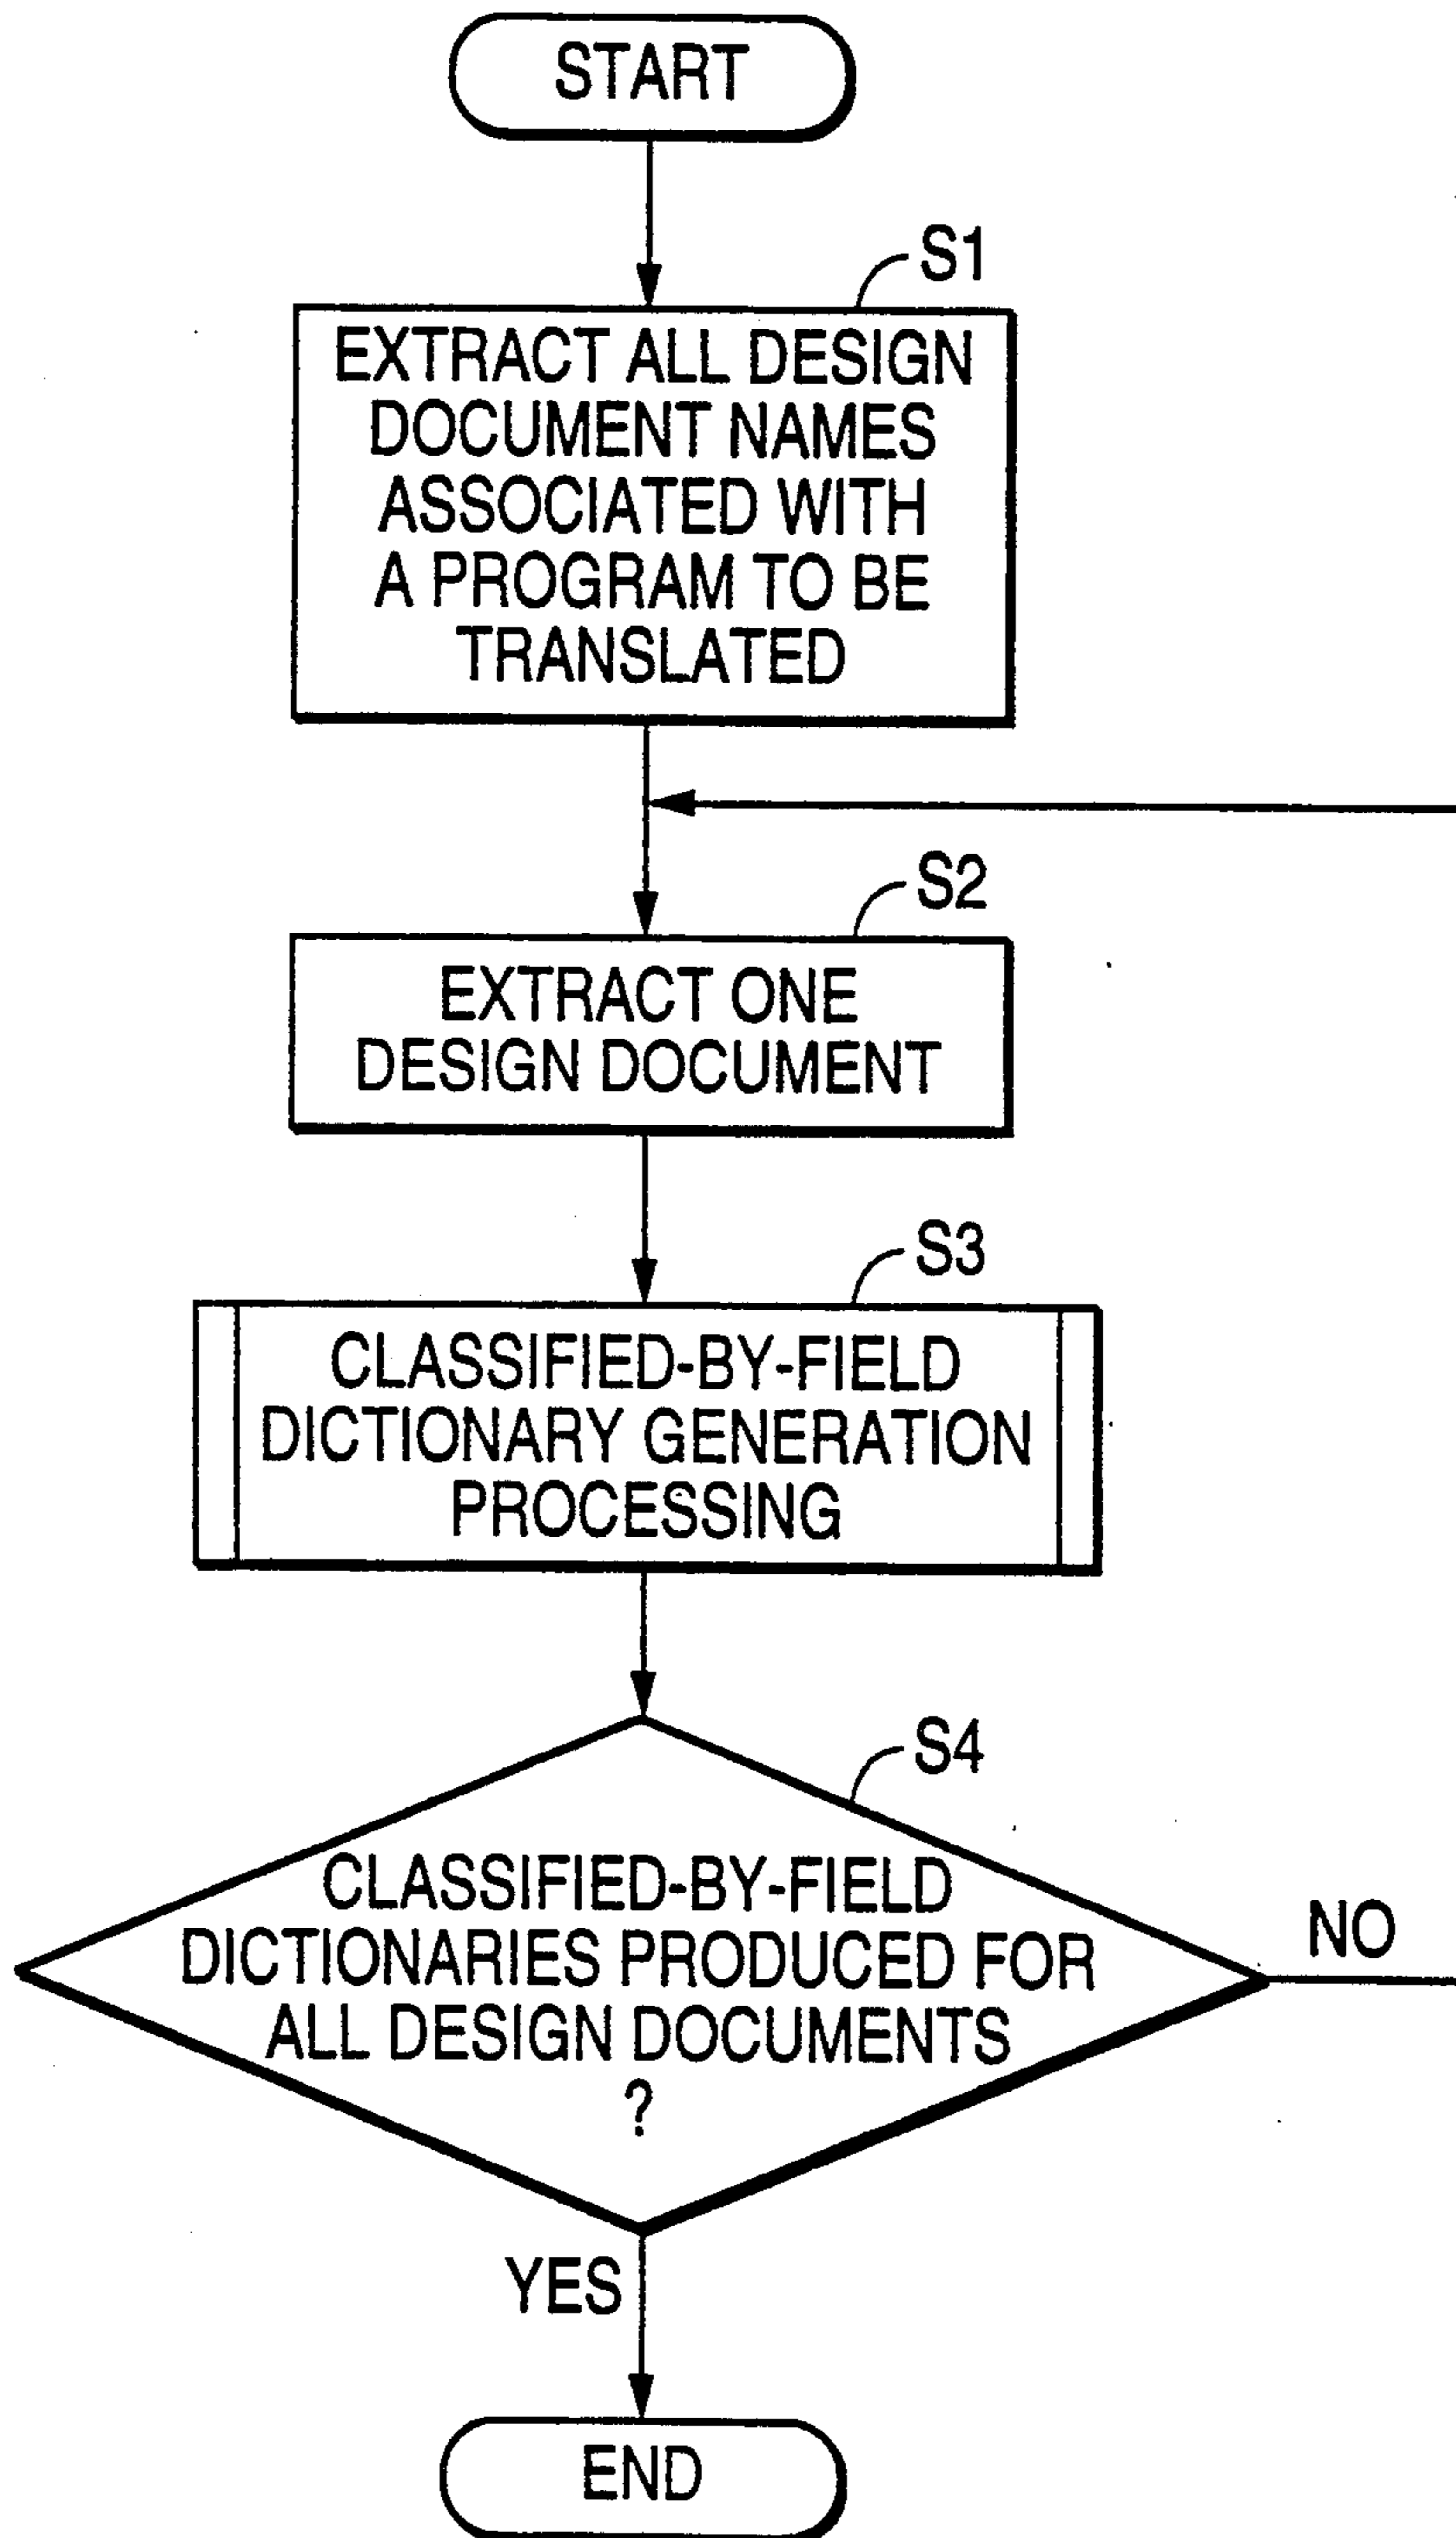 START
S1
EXTRACT ALL DESIGN
DOCUMENT NAMES
ASSOCIATED WITH
A PROGRAM TO BE
TRANSLATED
S2
EXTRACT ONE
DESIGN DOCUMENT
S3
CLASSIFIED-BY-FIELD
DICTIONARY GENERATION
PROCESSING
S4
CLASSIFIED-BY-FIELD
DICTIONARIES PRODUCED FOR
ALL DESIGN DOCUMENTS
?
NO
YES
END